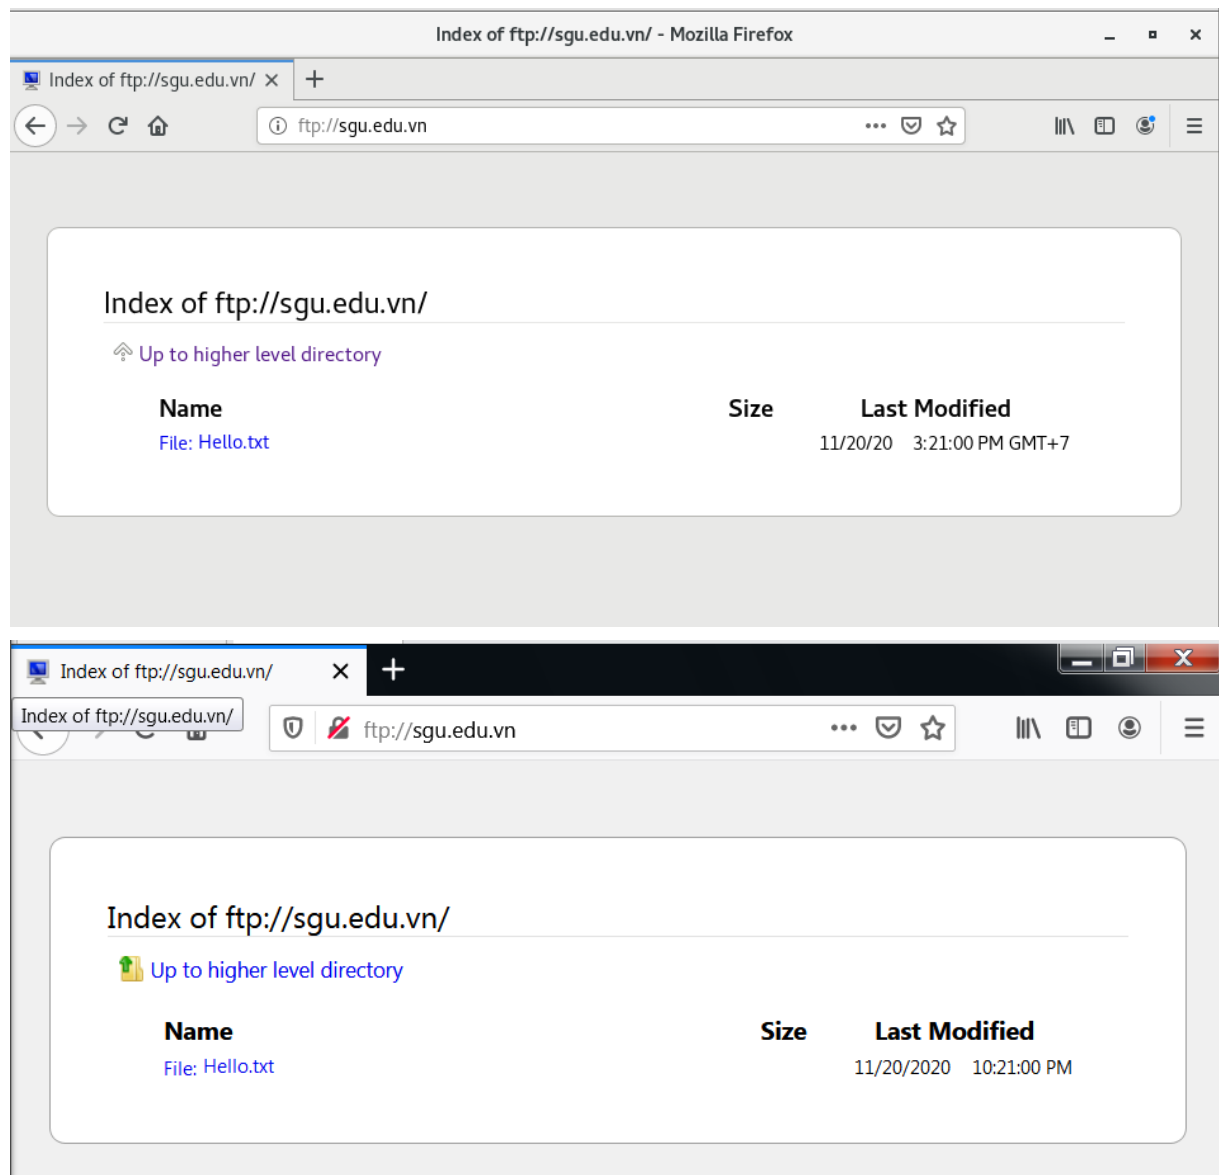 Index of ftp://sgu.edu.vn/ - Mozilla Firefox
Index of ftp://sgu.edu.vn/
ftp://sgu.edu.vn
Index of ftp://sgu.edu.vn/
Up to higher level directory
Name Size Last Modified
File: Hello.txt 11/20/20 3:21:00 PM GMT+7
Index of ftp://sgu.edu.vn/
Index of ftp://sgu.edu.vn/
ftp://sgu.edu.vn
Index of ftp://sgu.edu.vn/
Up to higher level directory
Name Size Last Modified
File: Hello.txt 11/20/2020 10:21:00 PM